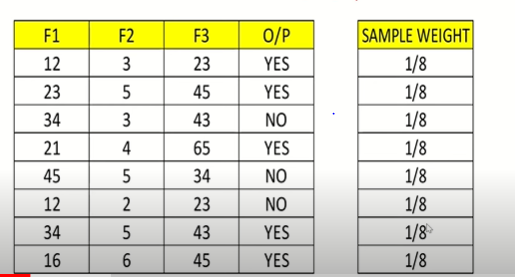 F1 F2 F3 O/P SAMPLE WEIGHT
12 3 23 YES 1/8
23 5 45 YES 1/8
34 3 43 NO 1/8
21 4 65 YES 1/8
45 5 34 NO 1/8
12 2 23 NO 1/8
34 5 43 YES 1/8
16 6 45 YES 1/8